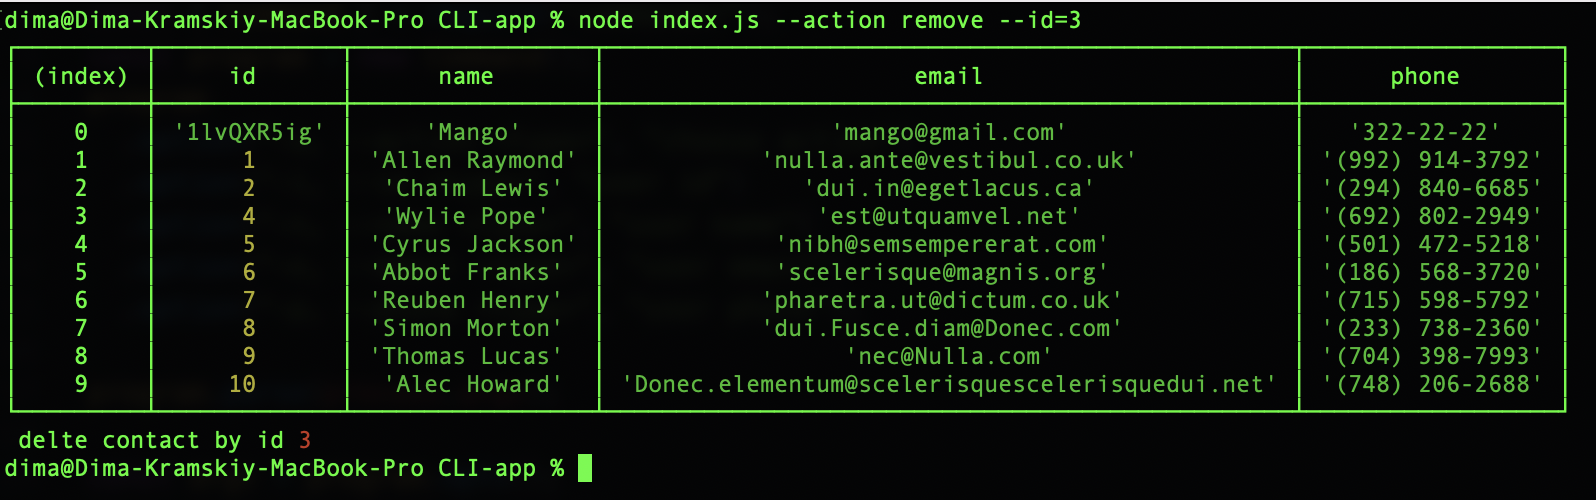 dima@Dima-Kramskiy-MacBook-Pro CLI-app % node index.js --action remove --id=3
(index) id name email phone
0 '1lvQXR5ig' 'Mango' 'mango@gmail.com' '322-22-22'
1 1 'Allen Raymond' 'nulla.ante@vestibul.co.uk' '(992) 914-3792'
2 2 'Chaim Lewis' 'dui.in@egetlacus.ca' '(294) 840-6685'
3 4 'Wylie Pope' 'est@utquamvel.net' '(692) 802-2949'
4 5 'Cyrus Jackson' 'nibh@semsempererat.com' '(501) 472-5218'
5 6 'Abbot Franks' 'scelerisque@magnis.org' '(186) 568-3720'
6 7 'Reuben Henry' 'pharetra.ut@dictum.co.uk' '(715) 598-5792'
7 8 'Simon Morton' 'dui.Fusce.diam@Donec.com' '(233) 738-2360'
8 9 'Thomas Lucas' 'nec@Nulla.com' '(704) 398-7993'
9 10 'Alec Howard' 'Donec.elementum@scelerisquescelerisquedui.net' '(748) 206-2688'
delte contact by id 3
dima@Dima-Kramskiy-MacBook-Pro CLI-app %